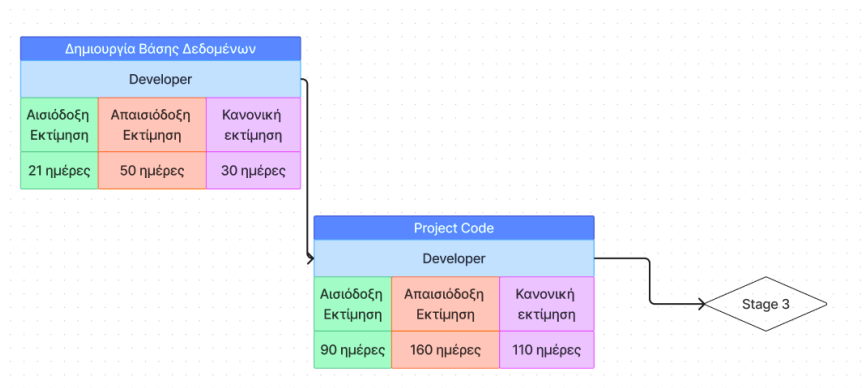 Δημιουργία Βάσης Δεδομένων
Developer
Αισιόδοξη Εκτίμηση
Απαισιόδοξη Εκτίμηση
Κανονική εκτίμηση
21 ημέρες
50 ημέρες
30 ημέρες
Project Code
Developer
Αισιόδοξη Εκτίμηση
Απαισιόδοξη Εκτίμηση
Κανονική εκτίμηση
90 ημέρες
160 ημέρες
110 ημέρες
Stage 3